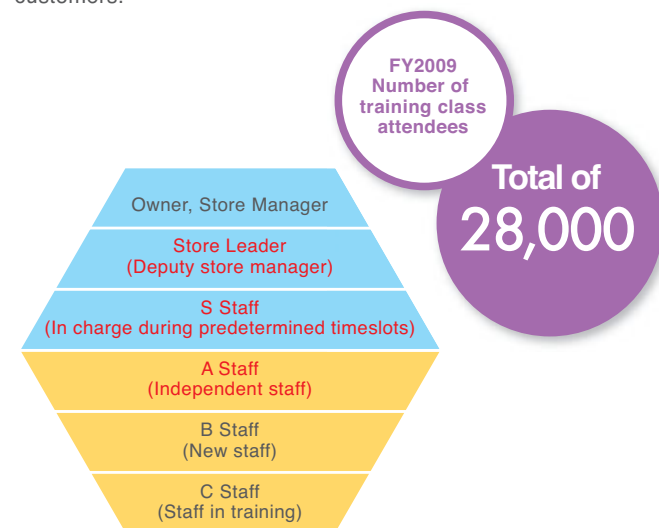 customers.
FY2009
Number of
training class
attendees
Total of
28,000
Owner, Store Manager
Store Leader
(Deputy store manager)
S Staff
(In charge during predetermined timeslots)
A Staff
(Independent staff)
B Staff
(New staff)
C Staff
(Staff in training)